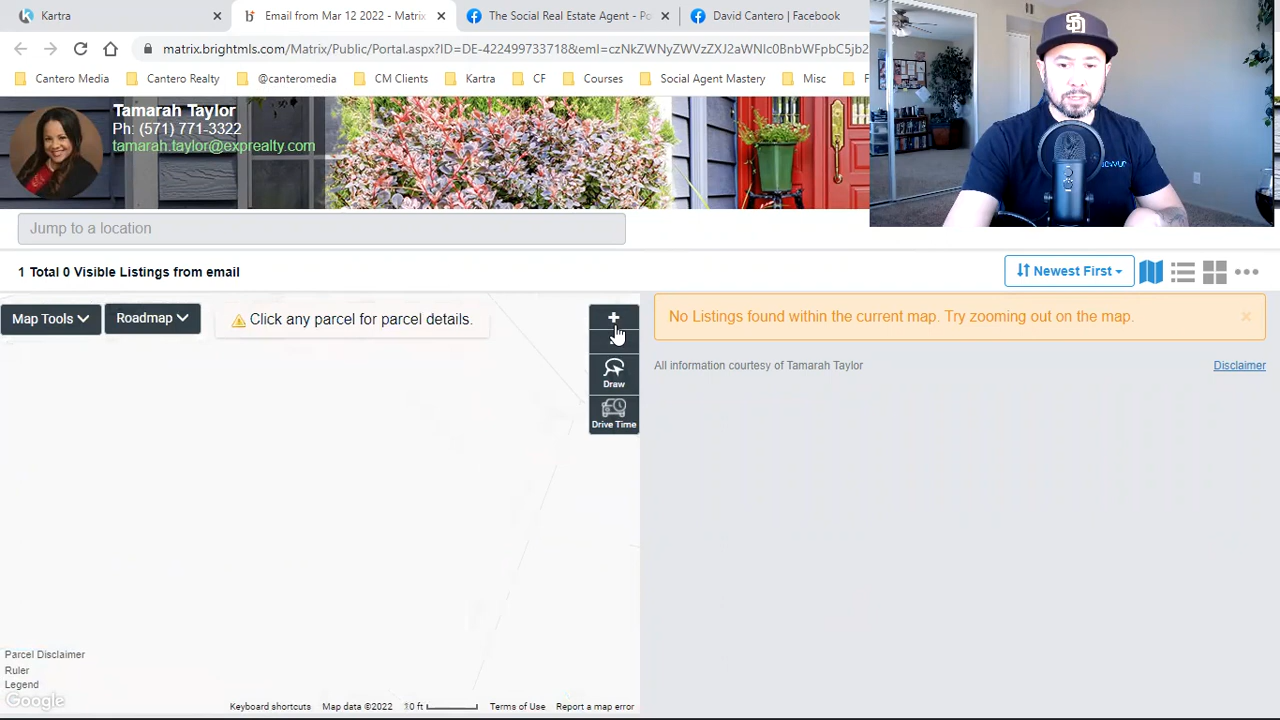 Kartra
Email from Mar 12 2022 - Matrix
The Social Real Estate Agent - Po
David Cantero | Facebook
matrix.brightmls.com/Matrix/Public/Portal.aspx?ID=DE-422499733718&eml=czNkZWNyZWVzZXJ2aWNlc0BnbWFpbC5jb2
Cantero Media
Cantero Realty
@canteromedia
CM Clients
Kartra
CF
Courses
Social Agent Mastery
Misc
F
Tamarah Taylor
Ph: (571) 771-3322
tamarah.taylor@exprealty.com
Jump to a location
1 Total 0 Visible Listings from email
Newest First
Map Tools
Roadmap
Click any parcel for parcel details.
+
Draw
Drive Time
No Listings found within the current map. Try zooming out on the map.
×
All information courtesy of Tamarah Taylor
Disclaimer
Parcel Disclaimer
Ruler
Legend
Google
Keyboard shortcuts
Map data ©2022
10 ft
Terms of Use
Report a map error